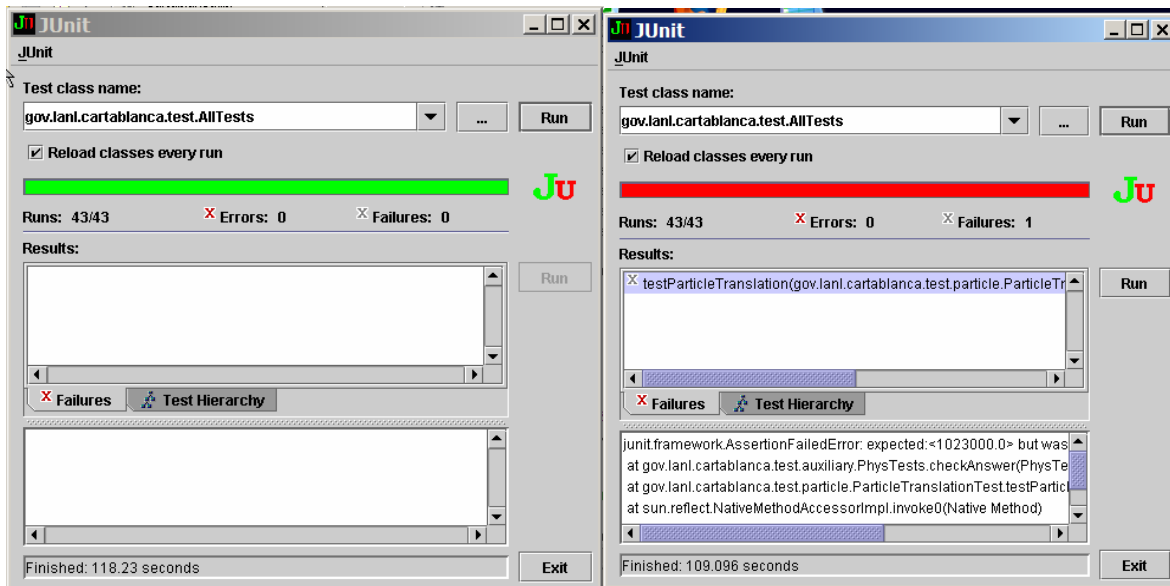 JUnit
JUnit
Test class name:
gov.lanl.cartablanca.test.AllTests
...
Run
Reload classes every run
JU
Runs: 43/43
X Errors: 0
X Failures: 0
Results:
Run
X Failures
Test Hierarchy
Finished: 118.23 seconds
Exit
JUnit
JUnit
Test class name:
gov.lanl.cartablanca.test.AllTests
...
Run
Reload classes every run
JU
Runs: 43/43
X Errors: 0
X Failures: 1
Results:
X testParticleTranslation(gov.lanl.cartablanca.test.particle.ParticleTr
Run
X Failures
Test Hierarchy
junit.framework.AssertionFailedError: expected:<1023000.0> but was
at gov.lanl.cartablanca.test.auxiliary.PhysTests.checkAnswer(PhysTe
at gov.lanl.cartablanca.test.particle.ParticleTranslationTest.testPartic
at sun.reflect.NativeMethodAccessorImpl.invoke0(Native Method)
Finished: 109.096 seconds
Exit